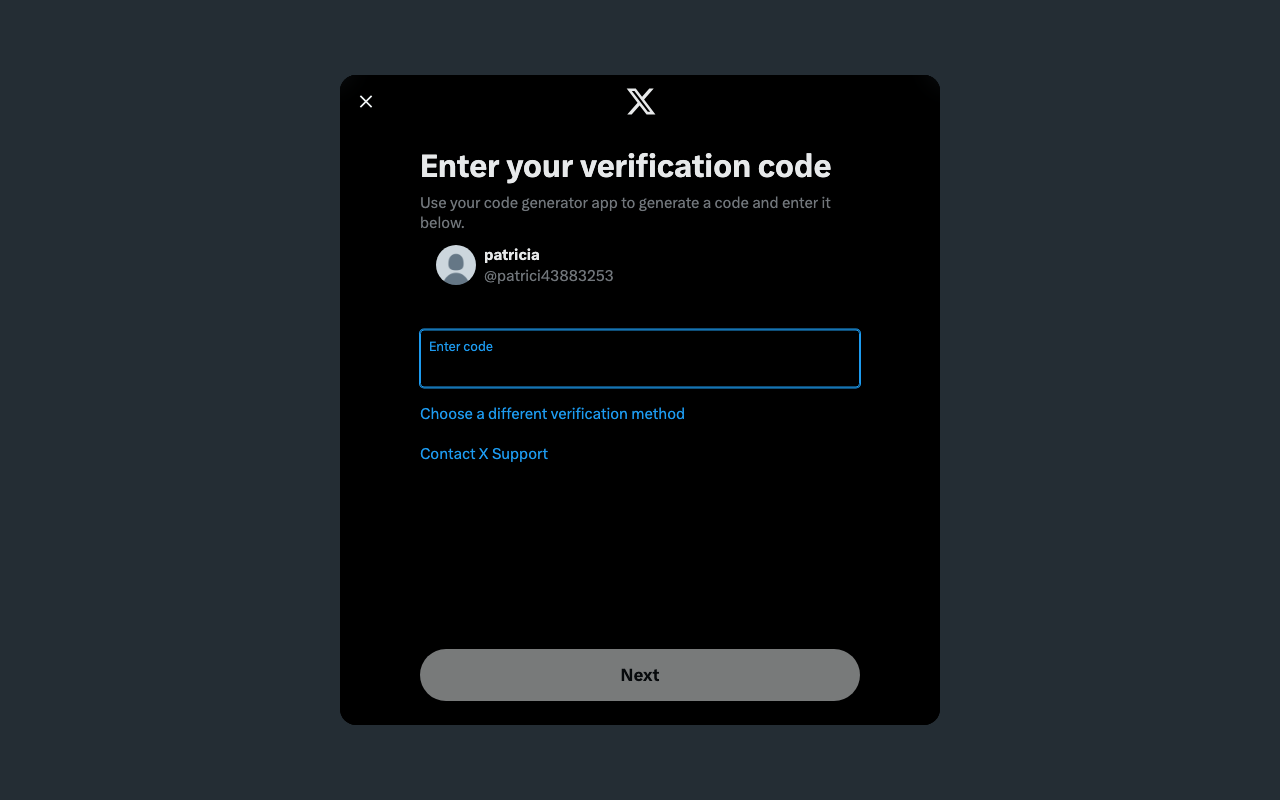 Enter your verification code
Use your code generator app to generate a code and enter it
below.
patricia
@patrici43883253
Enter code
Choose a different verification method
Contact X Support
Next